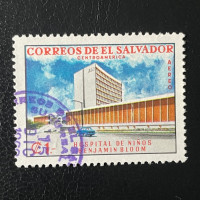 CORREOS DE EL SALVADOR
CENTROAMERICA
AEREO
¢1
HOSPITAL DE NIÑOS
BENJAMIN BLOOM